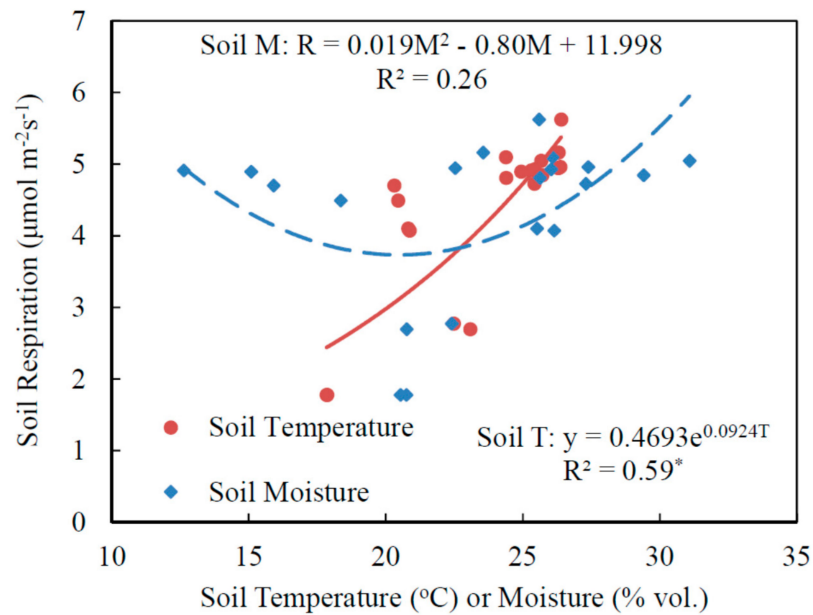 7
6
5
4
3
2
1
0
Soil Respiration (µmol m⁻²s⁻¹)
Soil M: R = 0.019M² - 0.80M + 11.998
R² = 0.26
Soil Temperature
Soil Moisture
Soil T: y = 0.4693e^0.0924T
R² = 0.59*
10 15 20 25 30 35
Soil Temperature (ºC) or Moisture (% vol.)